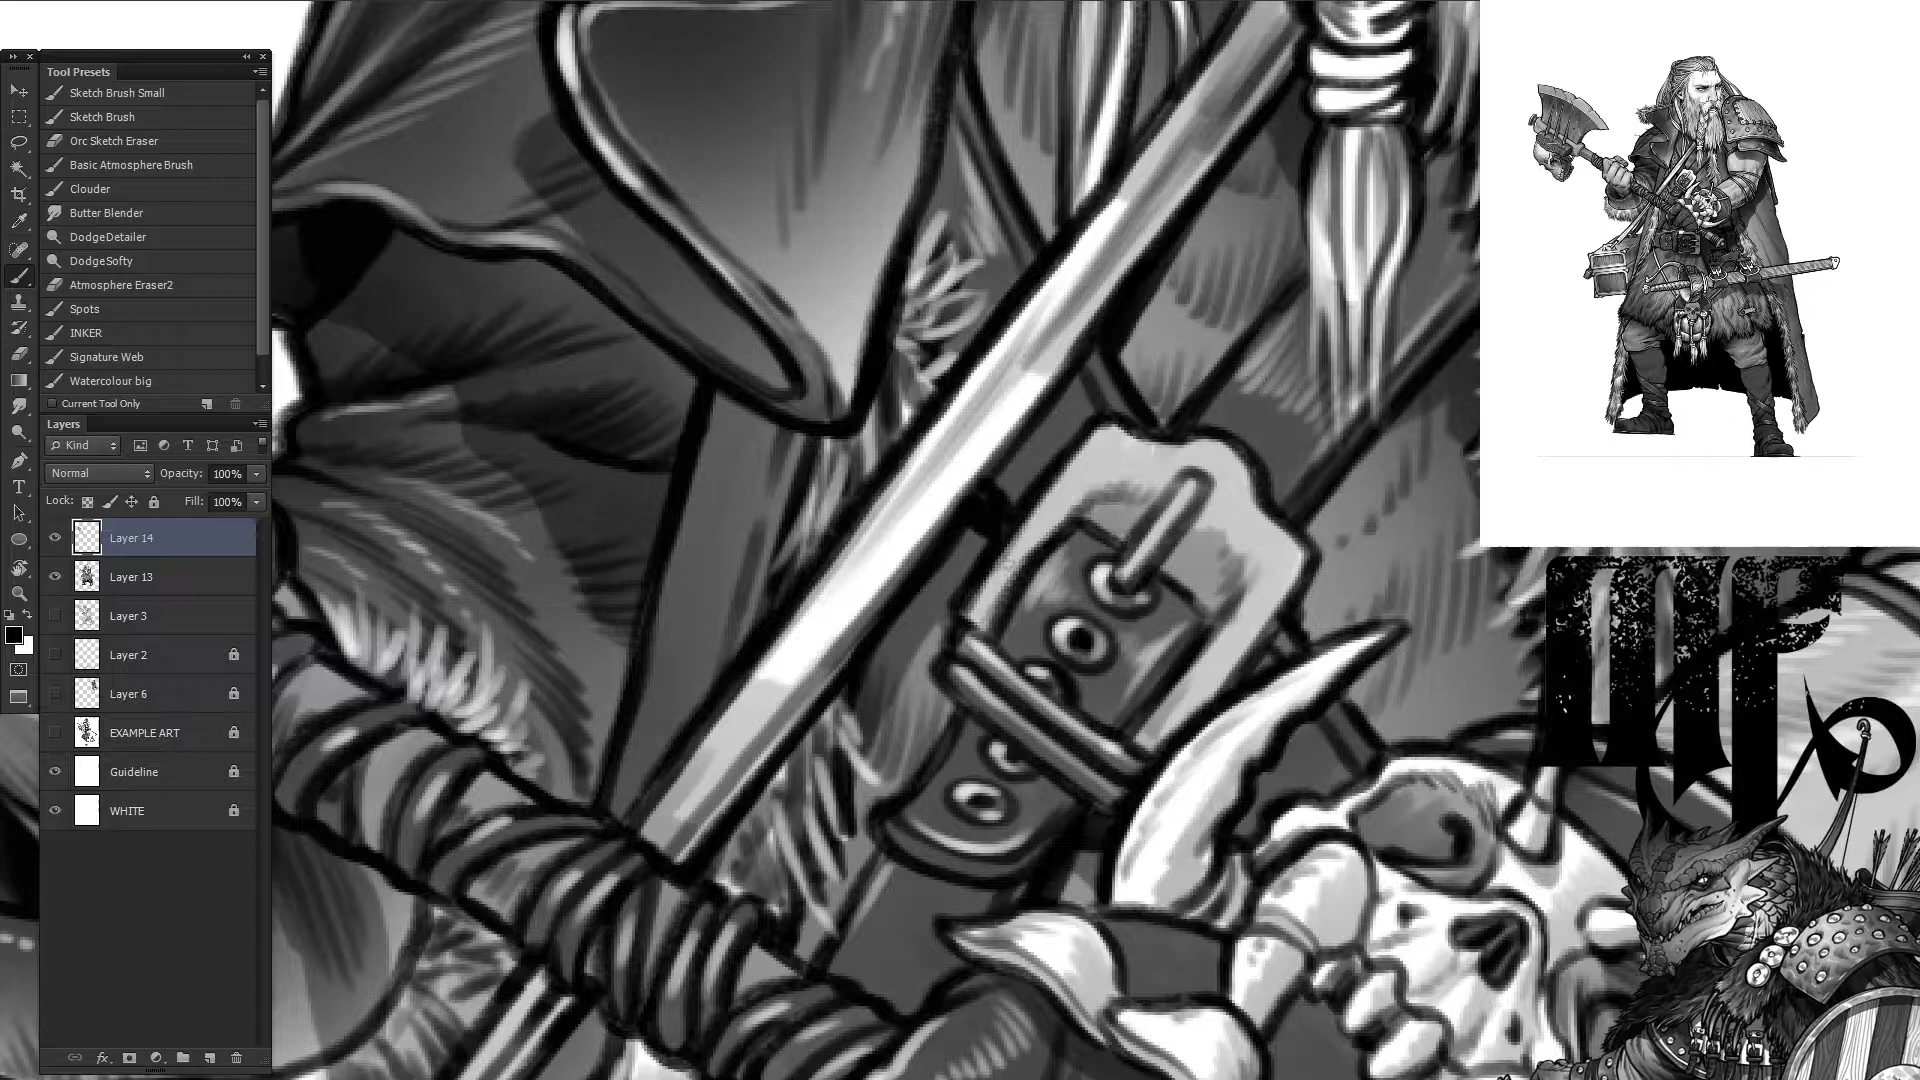 Tool Presets
Sketch Brush Small
Sketch Brush
Orc Sketch Eraser
Basic Atmosphere Brush
Clouder
Butter Blender
DodgeDetailer
DodgeSofty
Atmosphere Eraser2
Spots
INKER
Signature Web
Watercolour big
Current Tool Only
Layers
Kind
Normal
Opacity: 100%
Lock:
Fill: 100%
Layer 14
Layer 13
Layer 3
Layer 2
Layer 6
EXAMPLE ART
Guideline
WHITE